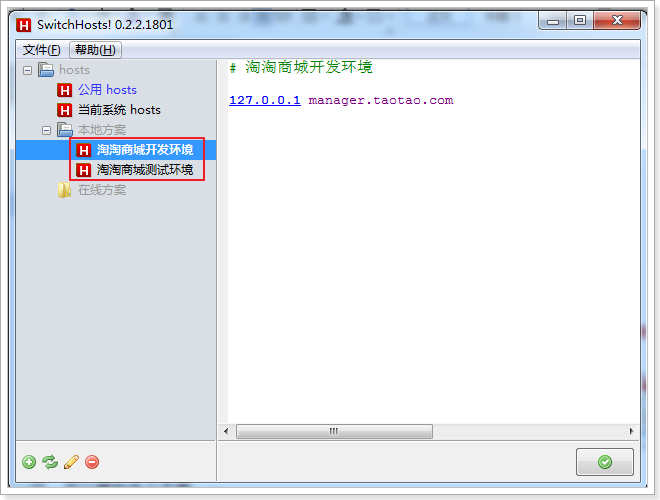 SwitchHosts! 0.2.2.1801
文件(F) 帮助(H)
hosts
公用 hosts
当前系统 hosts
本地方案
淘淘商城开发环境
淘淘商城测试环境
在线方案
# 淘淘商城开发环境
127.0.0.1 manager.taotao.com